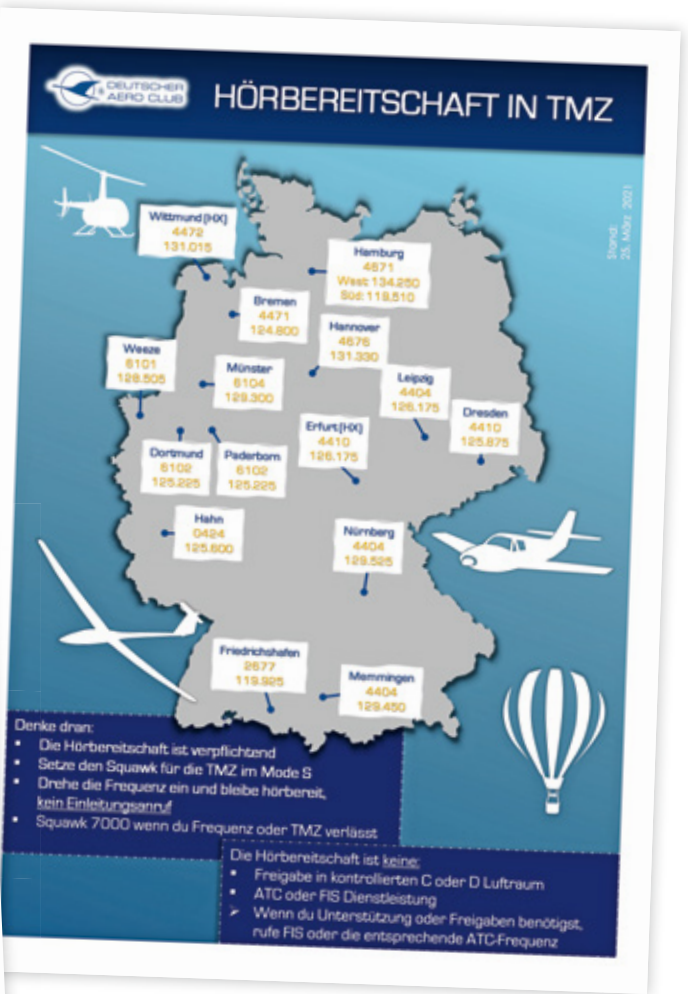 DEUTSCHER
AERO CLUB
HÖRBEREITSCHAFT IN TMZ
Stand:
25. März 2021
Wittmund (HX)
4472
131.015
Hamburg
4671
West: 134.250
Süd: 119.510
Bremen
4471
124.800
Hannover
4676
131.330
Weeze
6101
128.505
Münster
6104
129.300
Leipzig
4404
126.175
Dresden
4410
125.875
Erfurt (HX)
4410
126.175
Dortmund
6102
125.225
Paderborn
6102
125.225
Hahn
0424
125.600
Nürnberg
4404
129.525
Friedrichshafen
2677
119.925
Memmingen
4404
129.450
Denke dran:
▪ Die Hörbereitschaft ist verpflichtend
▪ Setze den Squawk für die TMZ im Mode S
▪ Drehe die Frequenz ein und bleibe hörbereit,
kein Einleitungsanruf
▪ Squawk 7000 wenn du Frequenz oder TMZ verlässt
Die Hörbereitschaft ist keine:
▪ Freigabe in kontrollierten C oder D Luftraum
▪ ATC oder FIS Dienstleistung
➢ Wenn du Unterstützung oder Freigaben benötigst,
rufe FIS oder die entsprechende ATC-Frequenz